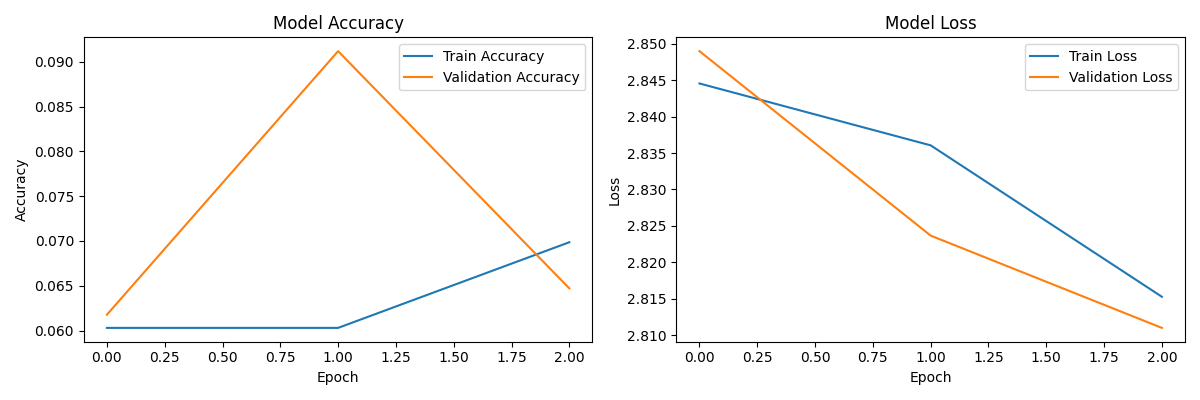 Model Accuracy
Train Accuracy
Validation Accuracy
0.090
0.085
0.080
0.075
0.070
0.065
0.060
Accuracy
0.00 0.25 0.50 0.75 1.00 1.25 1.50 1.75 2.00
Epoch
Model Loss
Train Loss
Validation Loss
2.850
2.845
2.840
2.835
2.830
2.825
2.820
2.815
2.810
Loss
0.00 0.25 0.50 0.75 1.00 1.25 1.50 1.75 2.00
Epoch